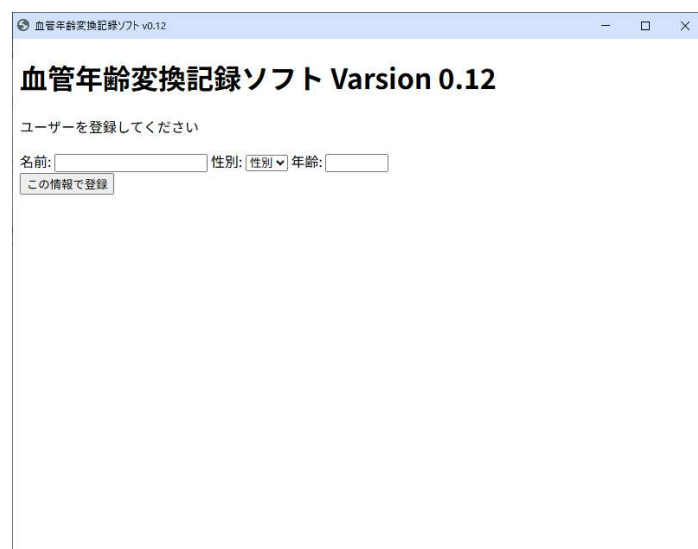 血管年齢変換記録ソフト v0.12
血管年齢変換記録ソフト Varsion 0.12
ユーザーを登録してください
名前: 性別: 性別 年齢:
この情報で登録